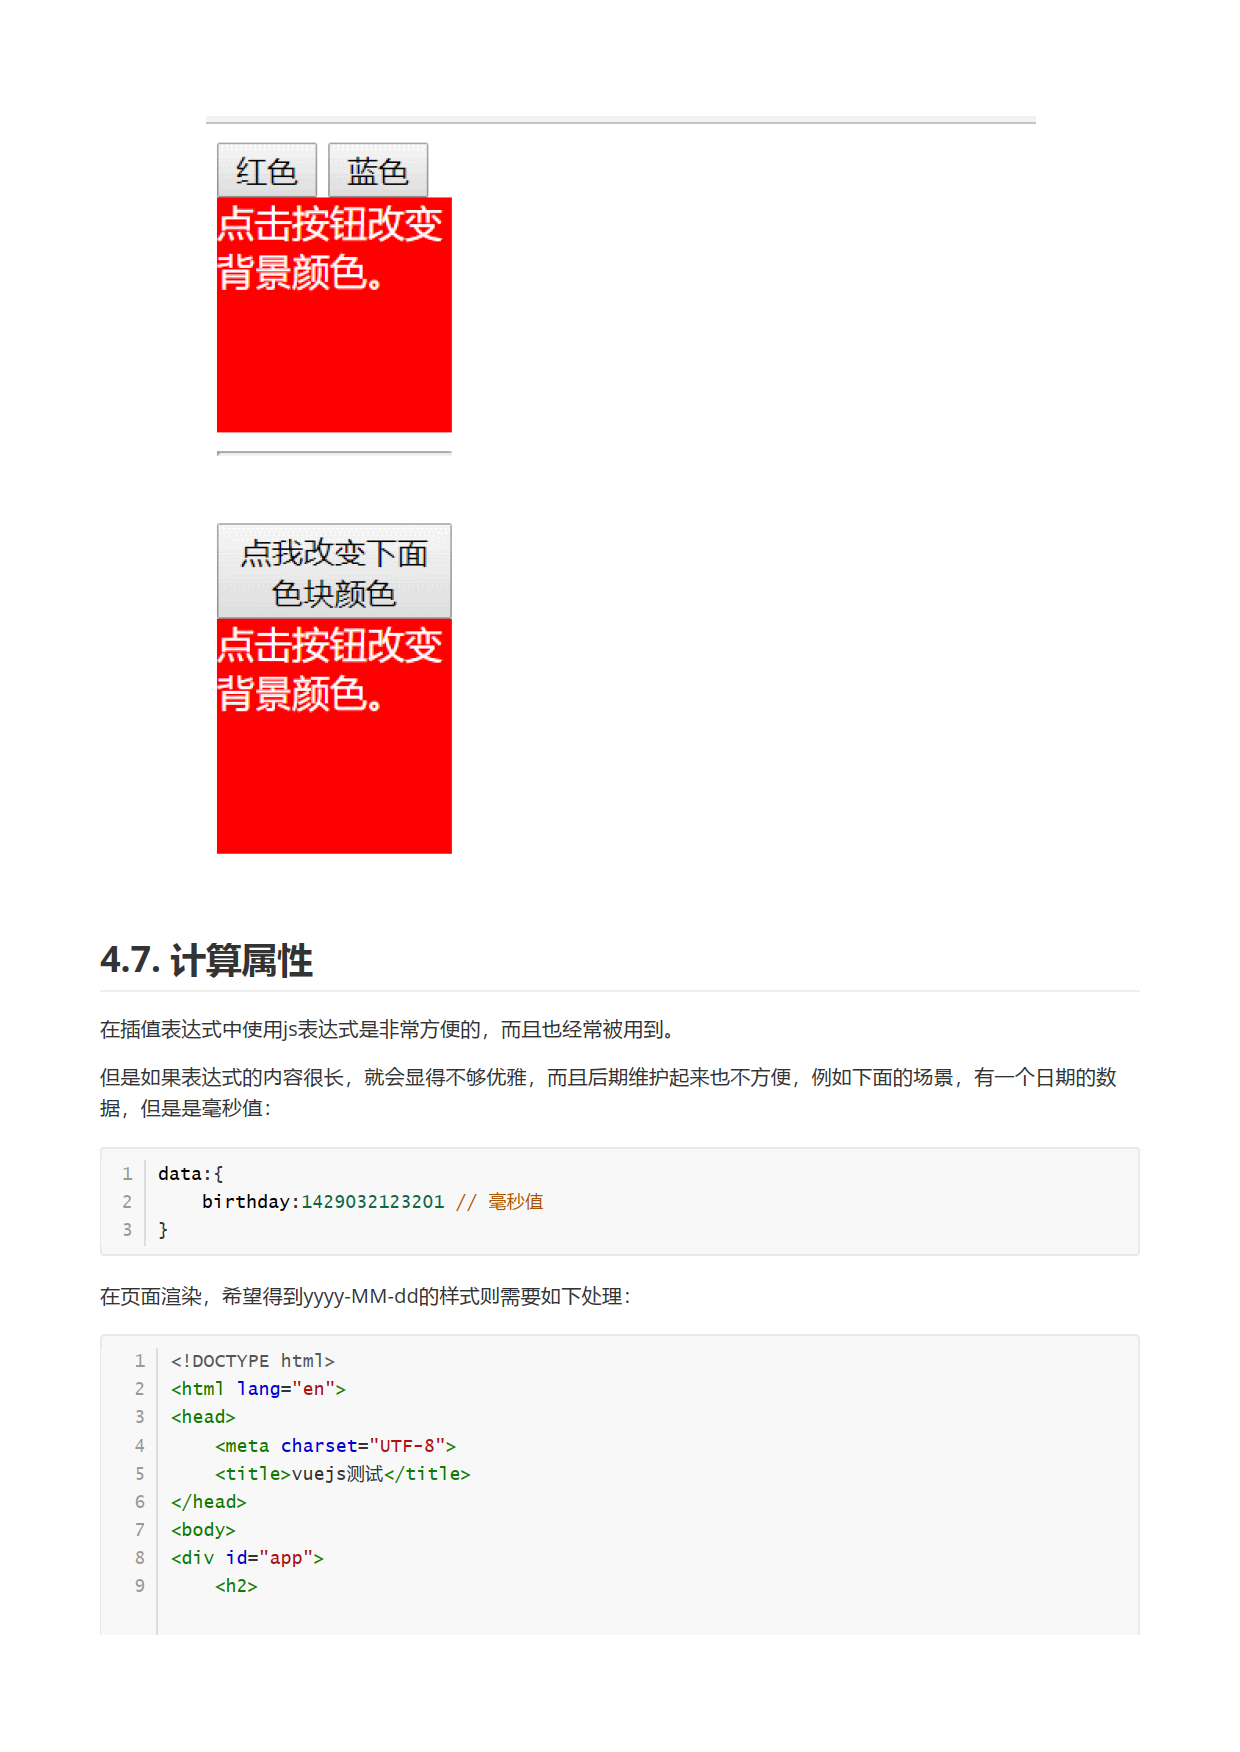 红色 蓝色
点击按钮改变
背景颜色。
点我改变下面
色块颜色
点击按钮改变
背景颜色。
4.7. 计算属性
在插值表达式中使用js表达式是非常方便的，而且也经常被用到。
但是如果表达式的内容很长，就会显得不够优雅，而且后期维护起来也不方便，例如下面的场景，有一个日期的数
据，但是是毫秒值：
1 data:{
2     birthday:1429032123201 // 毫秒值
3 }
在页面渲染，希望得到yyyy-MM-dd的样式则需要如下处理：
1 <!DOCTYPE html>
2 <html lang="en">
3 <head>
4     <meta charset="UTF-8">
5     <title>vuejs测试</title>
6 </head>
7 <body>
8 <div id="app">
9     <h2>